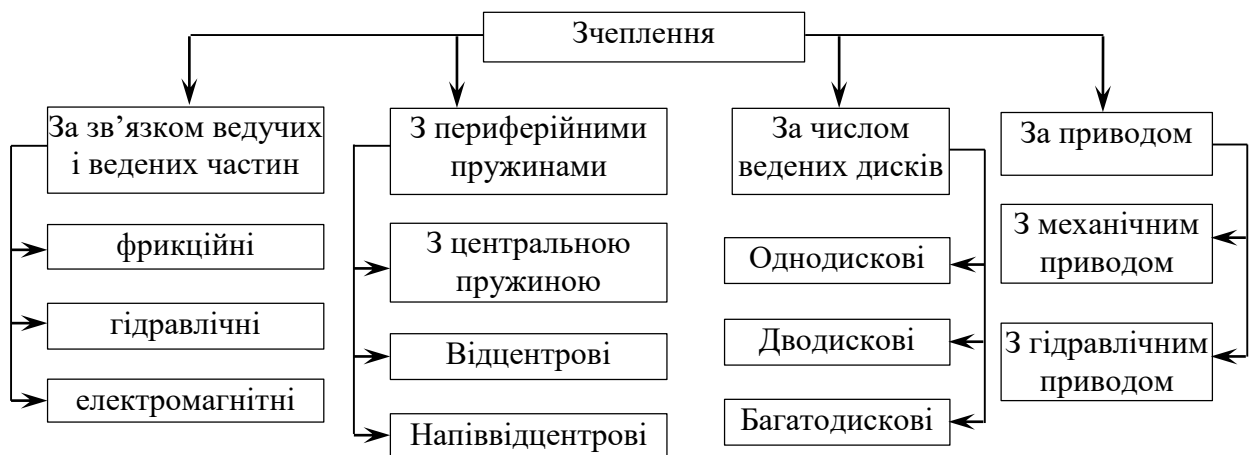 Зчеплення
За зв’язком ведучих
і ведених частин
фрикційні
гідравлічні
електромагнітні
З периферійними
пружинами
З центральною
пружиною
Відцентрові
Напіввідцентрові
За числом
ведених дисків
Однодискові
Дводискові
Багатодискові
За приводом
З механічним
приводом
З гідравлічним
приводом